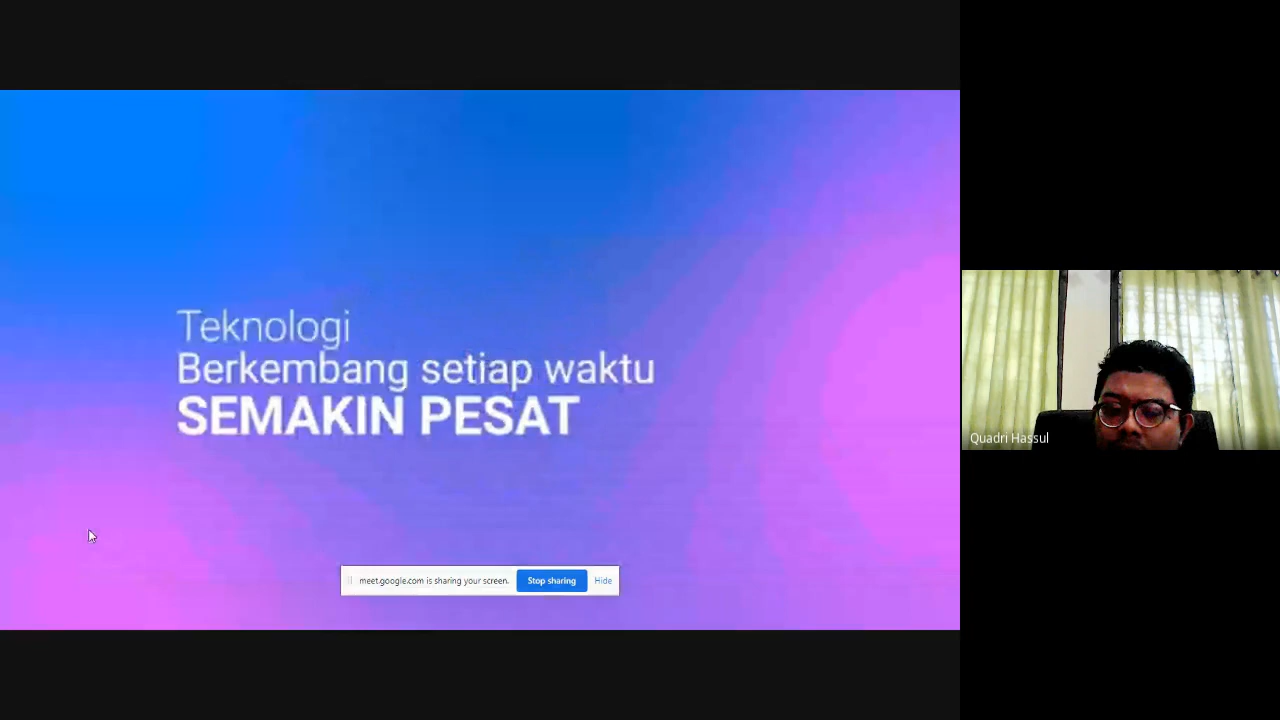 Teknologi
Berkembang setiap waktu
SEMAKIN PESAT
Quadri Hassul
meet.google.com is sharing your screen.
Stop sharing
Hide